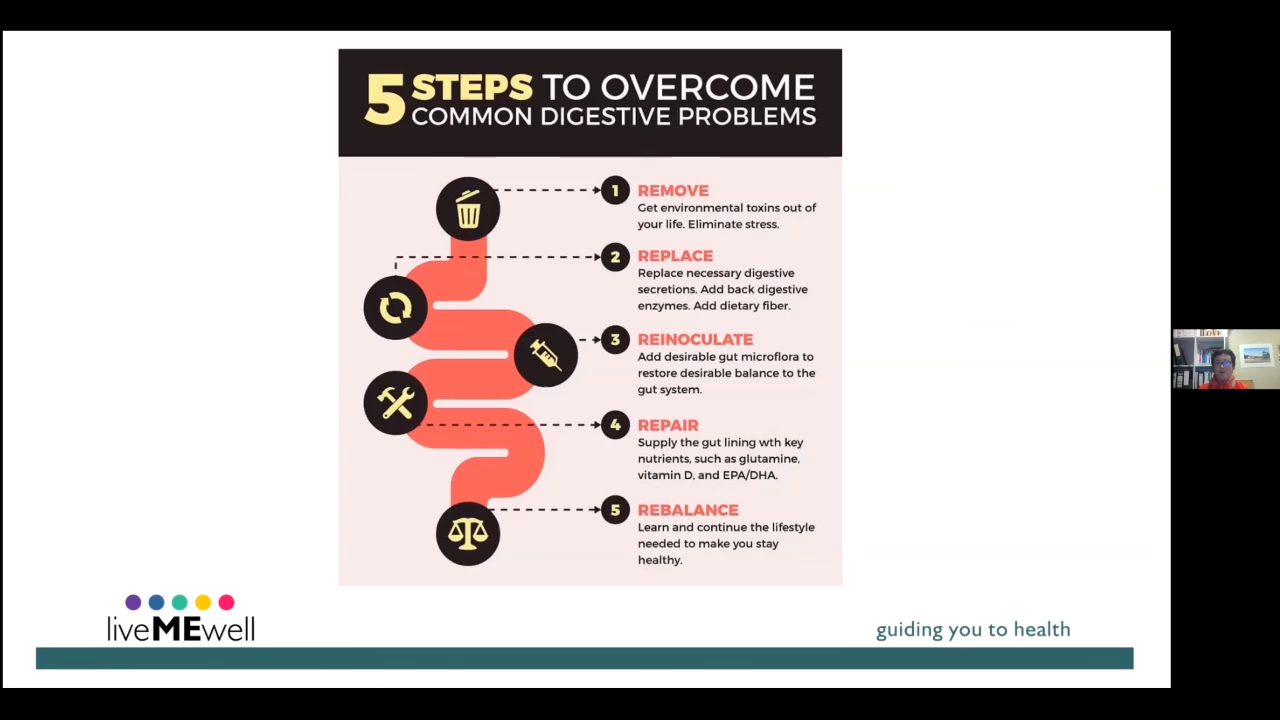 5 STEPS TO OVERCOME
COMMON DIGESTIVE PROBLEMS
1 REMOVE
Get environmental toxins out of
your life. Eliminate stress.
2 REPLACE
Replace necessary digestive
secretions. Add back digestive
enzymes. Add dietary fiber.
3 REINOCULATE
Add desirable gut microflora to
restore desirable balance to the
gut system.
4 REPAIR
Supply the gut lining wth key
nutrients, such as glutamine,
vitamin D, and EPA/DHA.
5 REBALANCE
Learn and continue the lifestyle
needed to make you stay
healthy.
liveMEwell
guiding you to health